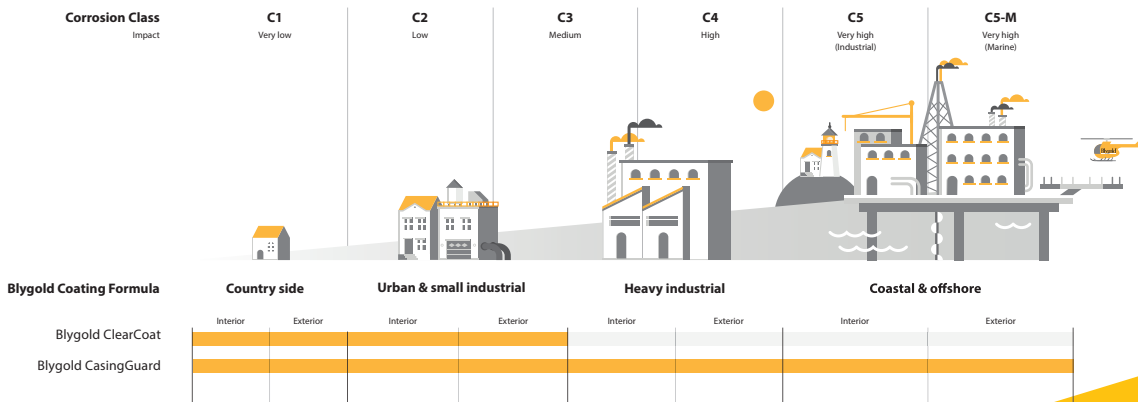 Corrosion Class C1 C2 C3 C4 C5 C5-M
Impact Very low Low Medium High Very high (Industrial) Very high (Marine)
Blygold
Blygold Coating Formula Country side Urban & small industrial Heavy industrial Coastal & offshore
Interior Exterior Interior Exterior Interior Exterior Interior Exterior
Blygold ClearCoat
Blygold CasingGuard